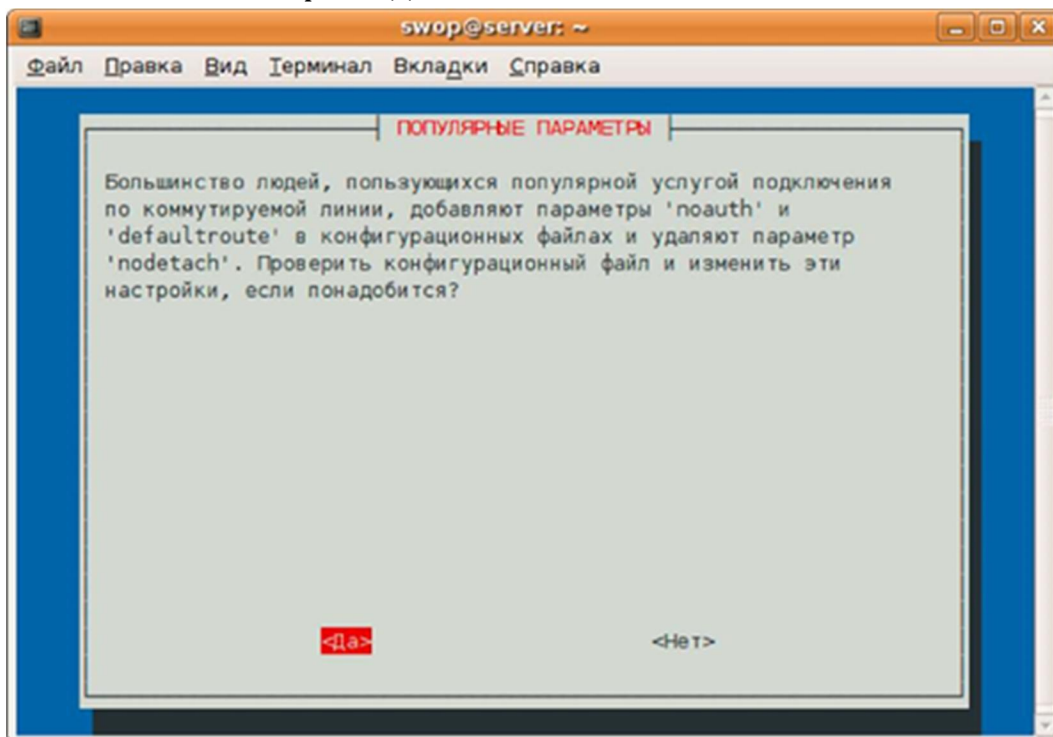 swop@server: ~
Файл Правка Вид Терминал Вкладки Справка
ПОПУЛЯРНЫЕ ПАРАМЕТРЫ
Большинство людей, пользующихся популярной услугой подключения
по коммутируемой линии, добавляют параметры 'noauth' и
'defaultroute' в конфигурационных файлах и удаляют параметр
'nodetach'. Проверить конфигурационный файл и изменить эти
настройки, если понадобится?
<Да> <Нет>